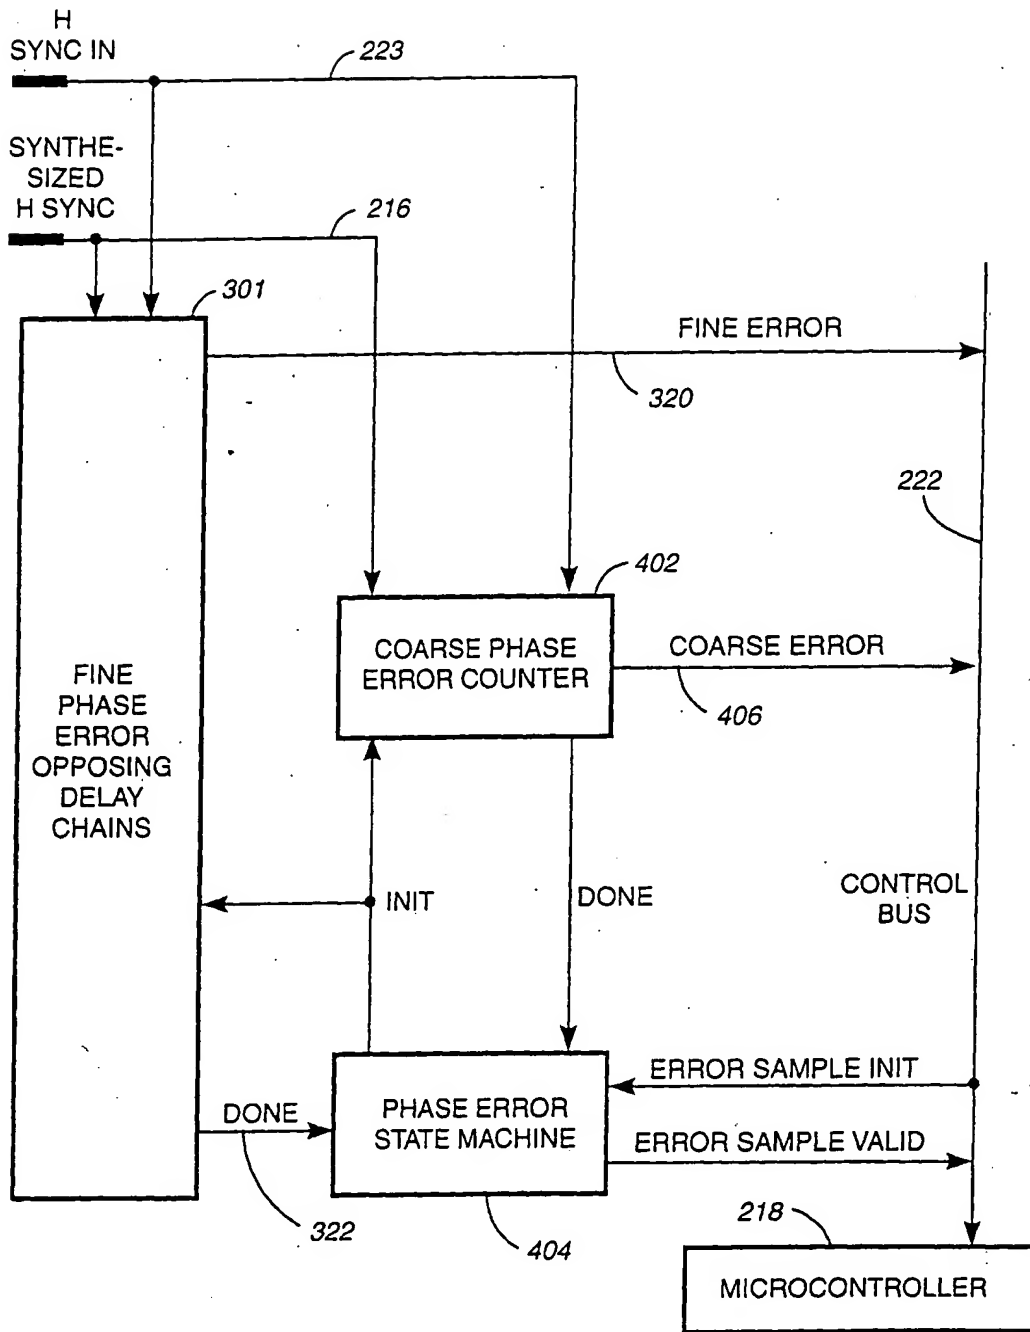 H
SYNC IN
223
SYNTHE-
SIZED
H SYNC
216
301
FINE ERROR
320
222
402
COARSE PHASE
ERROR COUNTER
COARSE ERROR
406
FINE
PHASE
ERROR
OPPOSING
DELAY
CHAINS
INIT
DONE
CONTROL
BUS
ERROR SAMPLE INIT
DONE
PHASE ERROR
STATE MACHINE
ERROR SAMPLE VALID
322
404
218
MICROCONTROLLER